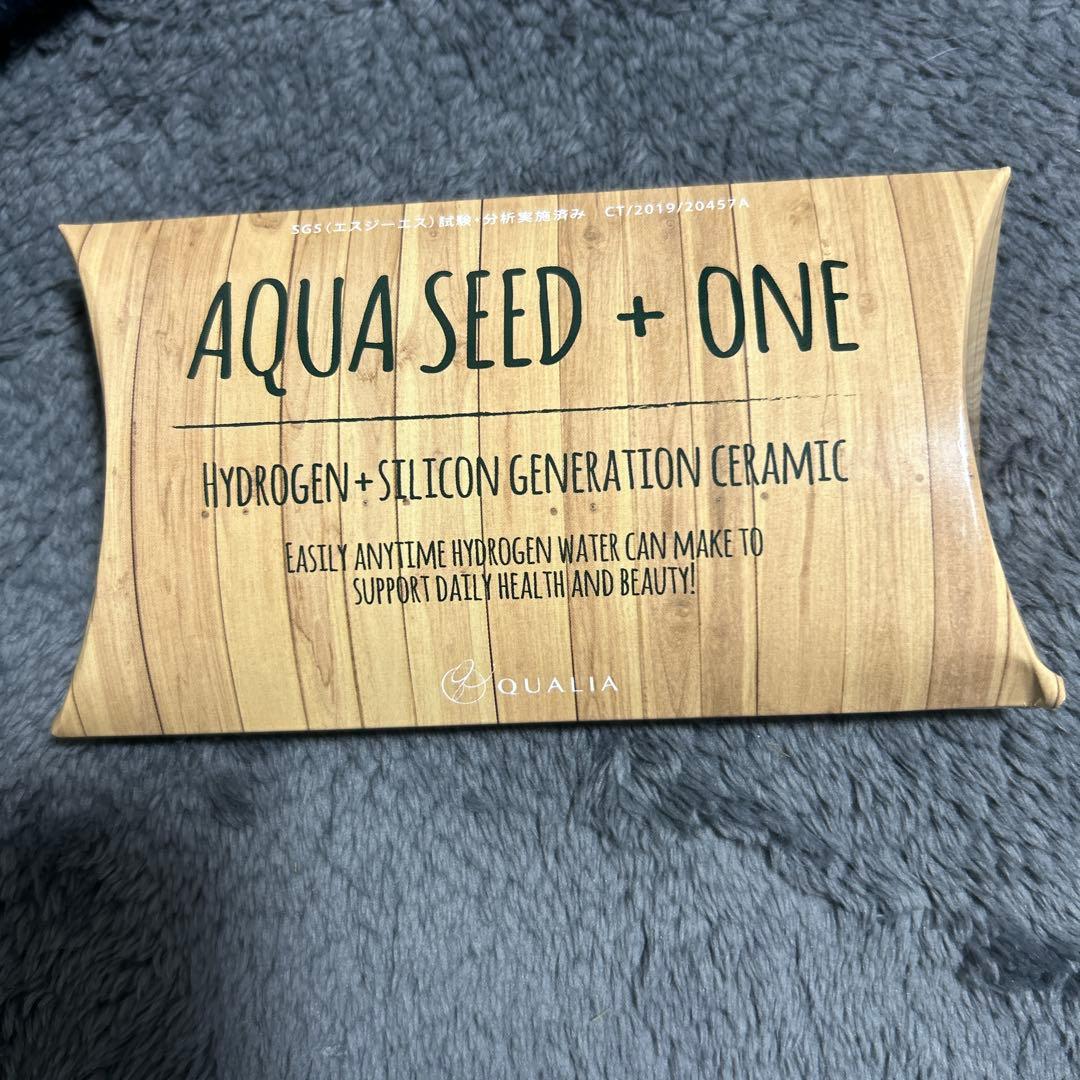 SGS(エスジーエス)試験・分析実施済み CT/2019/20457A
AQUA SEED + ONE
HYDROGEN+SILICON GENERATION CERAMIC
EASILY ANYTIME HYDROGEN WATER CAN MAKE TO
SUPPORT DAILY HEALTH AND BEAUTY!
QUALIA